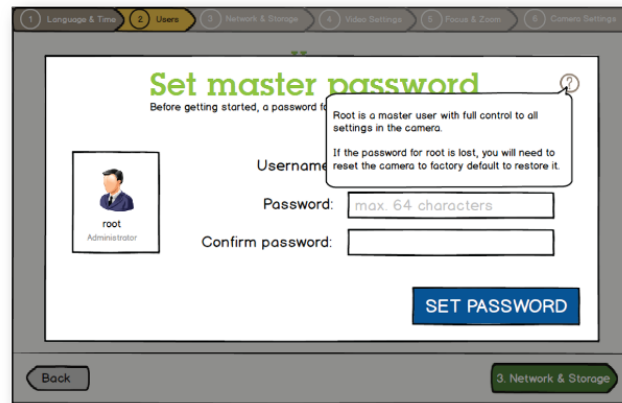 1 Language & Time
2 Users
3 Network & Storage
4 Video Settings
5 Focus & Zoom
6 Camera Settings
Set master password
?
Before getting started, a password
Root is a master user with full control to all
settings in the camera.
If the password for root is lost, you will need to
reset the camera to factory default to restore it.
Username
root
Administrator
Password:
max. 64 characters
Confirm password:
SET PASSWORD
Back
3. Network & Storage